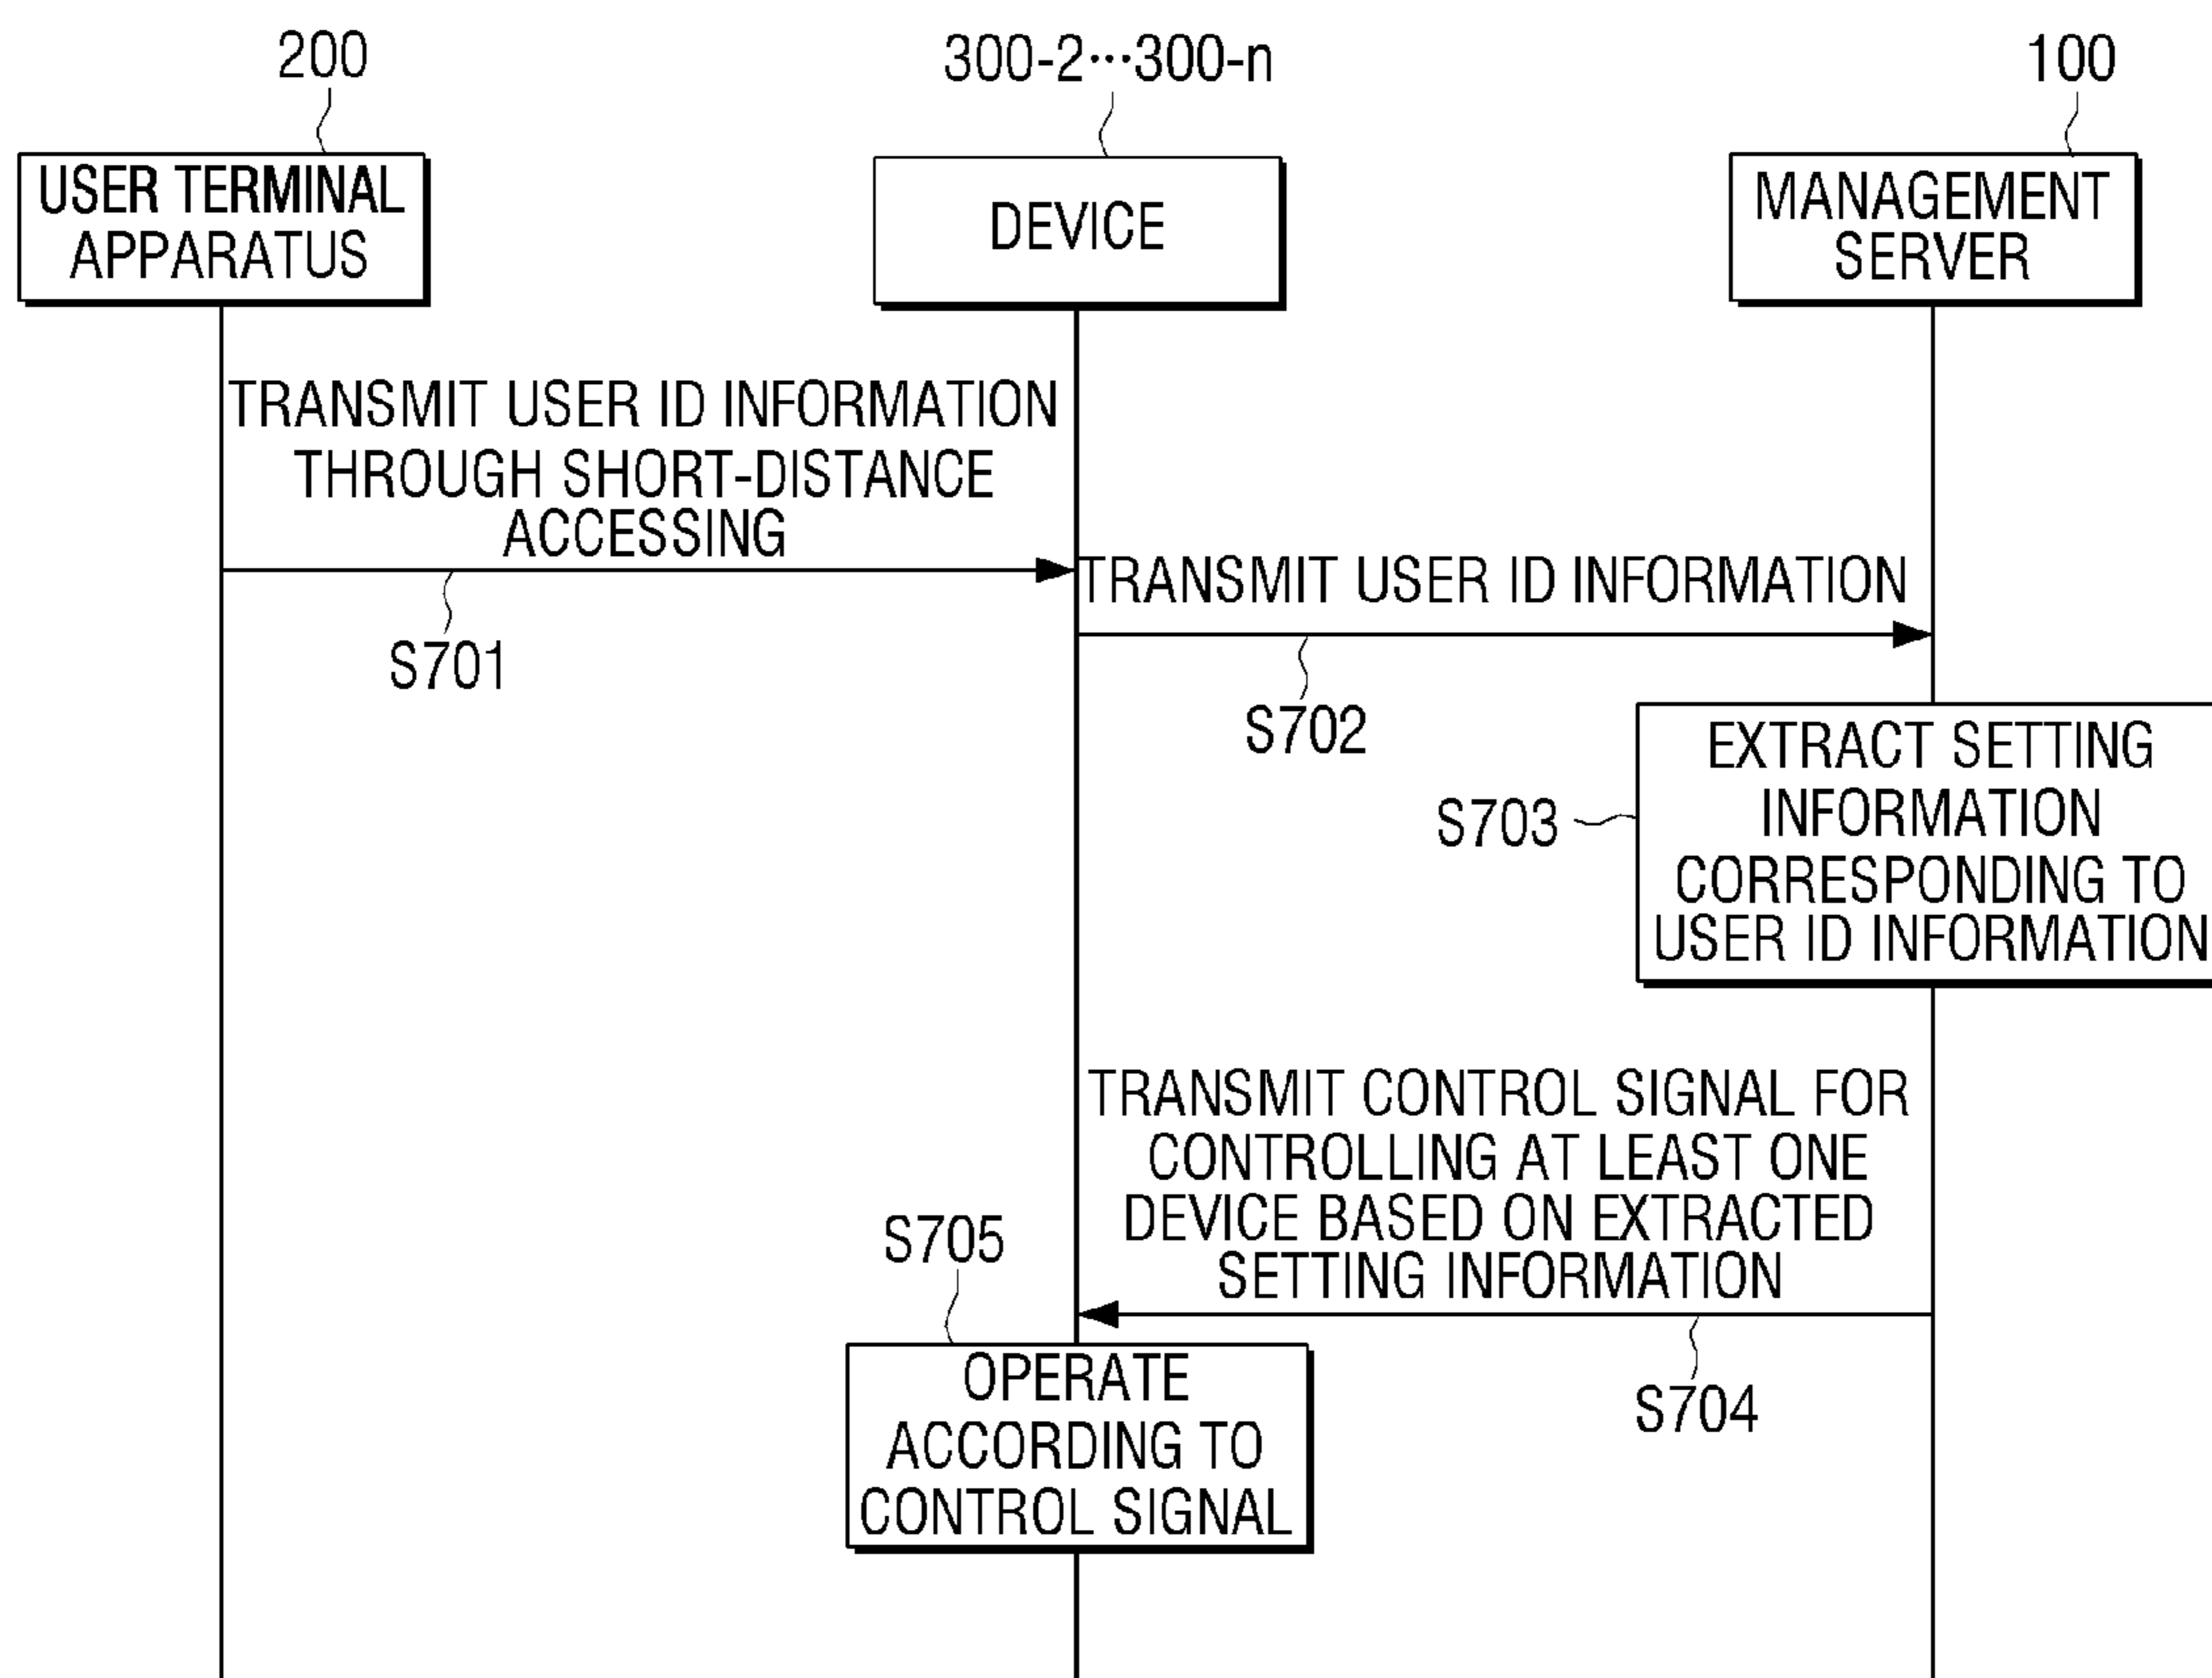 200
300-2···300-n
100
USER TERMINAL
APPARATUS
DEVICE
MANAGEMENT
SERVER
TRANSMIT USER ID INFORMATION
THROUGH SHORT-DISTANCE
ACCESSING
S701
TRANSMIT USER ID INFORMATION
S702
S703
EXTRACT SETTING
INFORMATION
CORRESPONDING TO
USER ID INFORMATION
TRANSMIT CONTROL SIGNAL FOR
CONTROLLING AT LEAST ONE
DEVICE BASED ON EXTRACTED
SETTING INFORMATION
S704
S705
OPERATE
ACCORDING TO
CONTROL SIGNAL